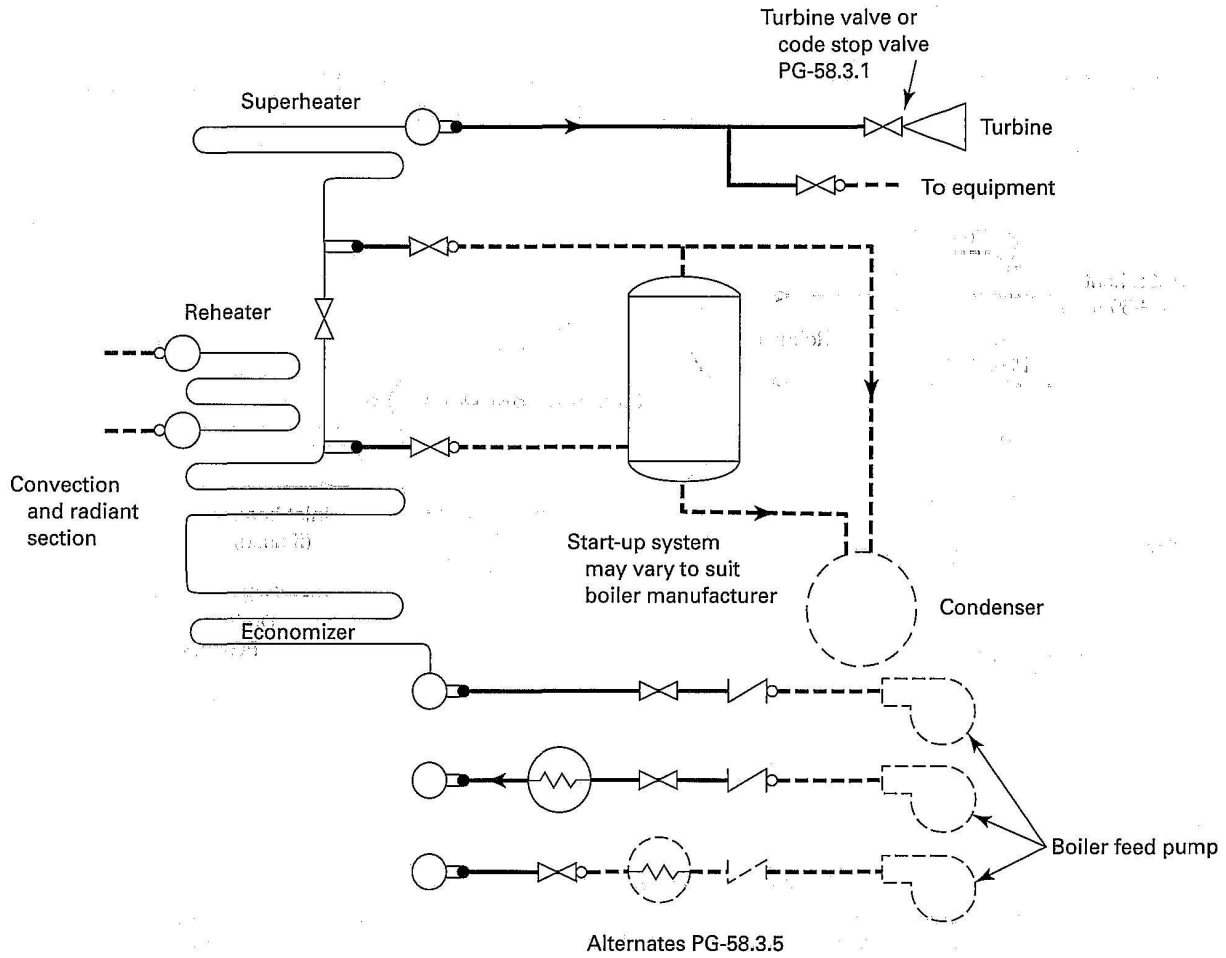 Turbine valve or
code stop valve
PG-58.3.1
Superheater
Turbine
To equipment
Reheater
Convection
and radiant
section
Start-up system
may vary to suit
boiler manufacturer
Condenser
Economizer
Boiler feed pump
Alternates PG-58.3.5